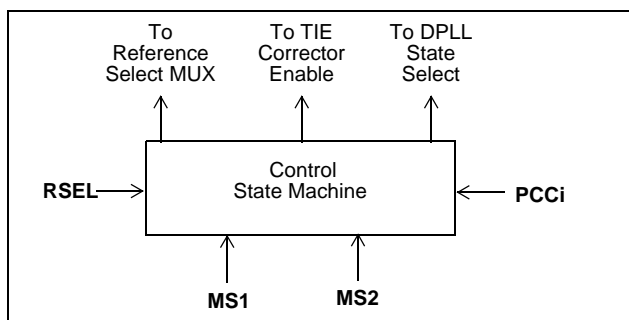 To
Reference
Select MUX
To TIE
Corrector
Enable
To DPLL
State
Select
Control
State Machine
RSEL
PCCi
MS1
MS2